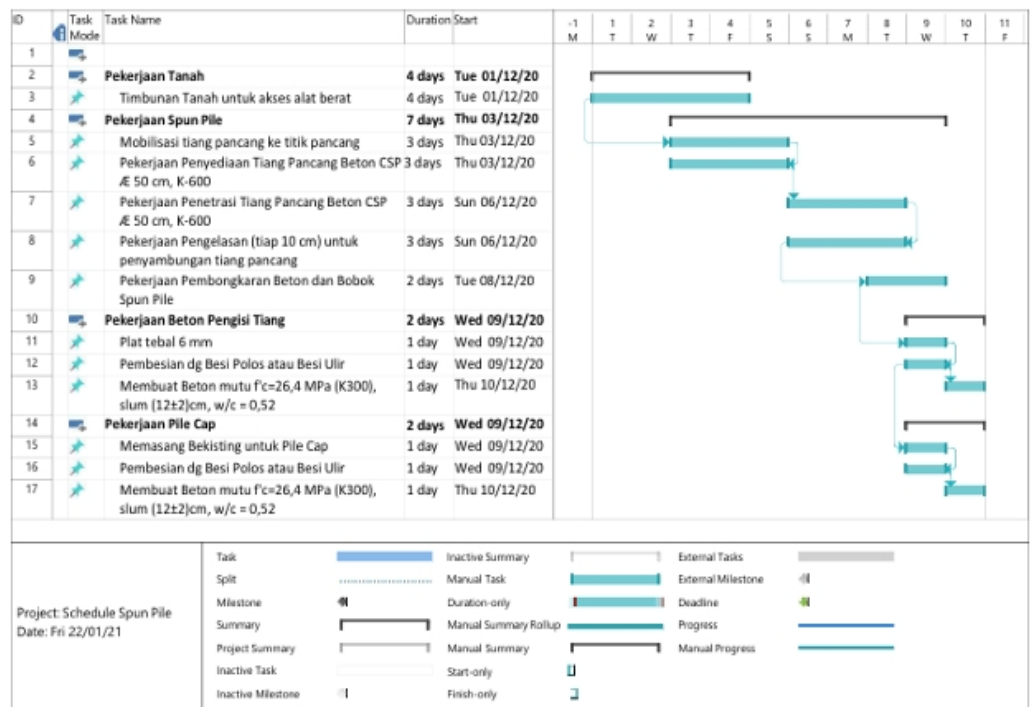 ID Task Mode Task Name Duration Start -1 1 2 3 4 5 6 7 8 9 10 11
M T W T F S S M T W T F
1
2 Pekerjaan Tanah 4 days Tue 01/12/20
3 Timbunan Tanah untuk akses alat berat 4 days Tue 01/12/20
4 Pekerjaan Spun Pile 7 days Thu 03/12/20
5 Mobilisasi tiang pancang ke titik pancang 3 days Thu 03/12/20
6 Pekerjaan Penyediaan Tiang Pancang Beton CSP 3 days Thu 03/12/20
Æ 50 cm, K-600
7 Pekerjaan Penetrasi Tiang Pancang Beton CSP 3 days Sun 06/12/20
Æ 50 cm, K-600
8 Pekerjaan Pengelasan (tiap 10 cm) untuk 3 days Sun 06/12/20
penyambungan tiang pancang
9 Pekerjaan Pembongkaran Beton dan Bobok 2 days Tue 08/12/20
Spun Pile
10 Pekerjaan Beton Pengisi Tiang 2 days Wed 09/12/20
11 Plat tebal 6 mm 1 day Wed 09/12/20
12 Pembesian dg Besi Polos atau Besi Ulir 1 day Wed 09/12/20
13 Membuat Beton mutu f'c=26,4 MPa (K300), 1 day Thu 10/12/20
slum (12±2)cm, w/c = 0,52
14 Pekerjaan Pile Cap 2 days Wed 09/12/20
15 Memasang Bekisting untuk Pile Cap 1 day Wed 09/12/20
16 Pembesian dg Besi Polos atau Besi Ulir 1 day Wed 09/12/20
17 Membuat Beton mutu f'c=26,4 MPa (K300), 1 day Thu 10/12/20
slum (12±2)cm, w/c = 0,52
Project: Schedule Spun Pile
Date: Fri 22/01/21
Task Inactive Summary External Tasks
Split Manual Task External Milestone
Milestone Duration-only Deadline
Summary Manual Summary Rollup Progress
Project Summary Manual Summary Manual Progress
Inactive Task Start-only
Inactive Milestone Finish-only